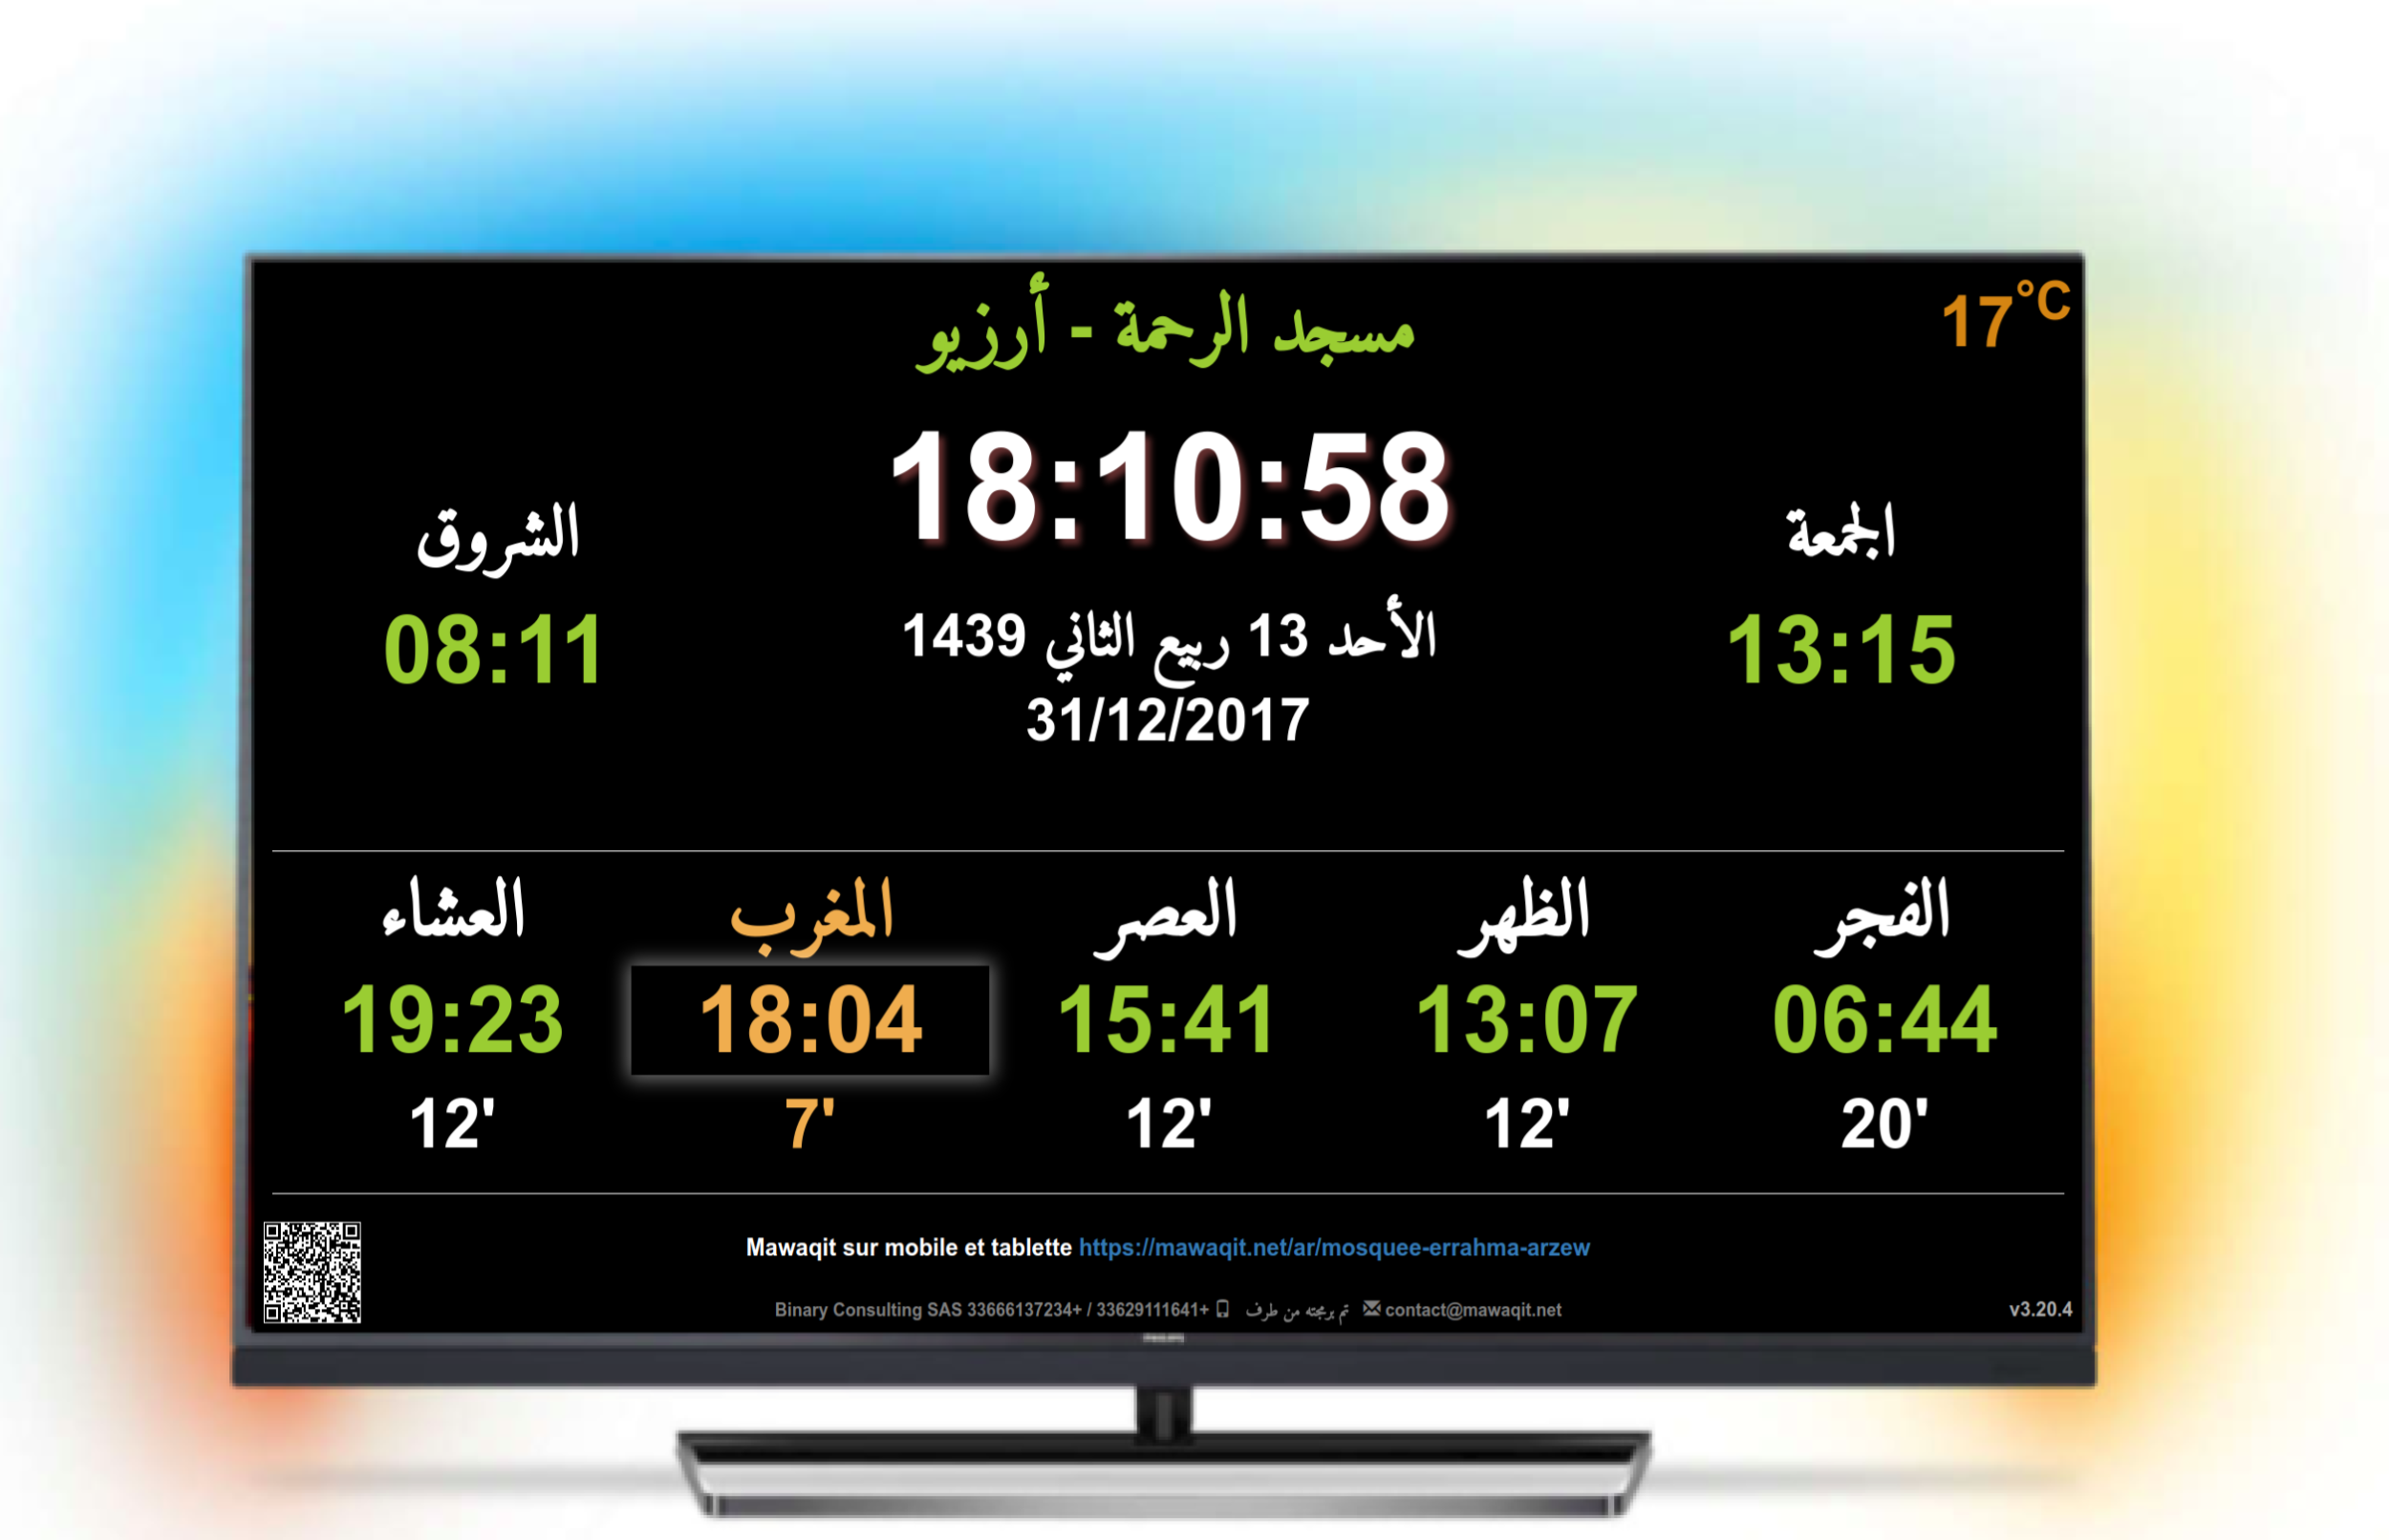 17°C
مسجد الرحمة - أرزيو
18:10:58
الجمعة
13:15
الشروق
08:11
الأحد 13 ربيع الثاني 1439
31/12/2017
الفجر الظهر العصر المغرب العشاء
06:44 13:07 15:41 18:04 19:23
20' 12' 12' 7' 12'
Mawaqit sur mobile et tablette https://mawaqit.net/ar/mosquee-errahma-arzew
Binary Consulting SAS 33666137234+ / 33629111641+ تم برمجته من طرف contact@mawaqit.net
v3.20.4